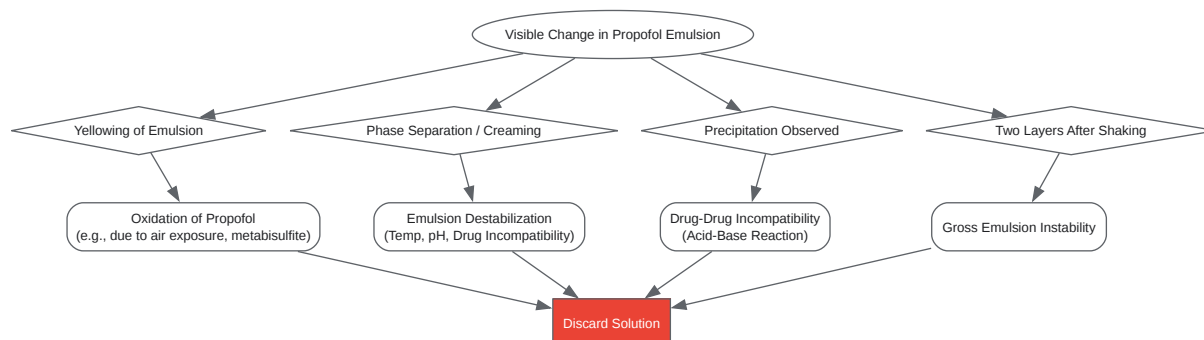 Visible Change in Propofol Emulsion
Yellowing of Emulsion
Phase Separation / Creaming
Precipitation Observed
Two Layers After Shaking
Oxidation of Propofol
(e.g., due to air exposure, metabisulfite)
Emulsion Destabilization
(Temp, pH, Drug Incompatibility)
Drug-Drug Incompatibility
(Acid-Base Reaction)
Gross Emulsion Instability
Discard Solution